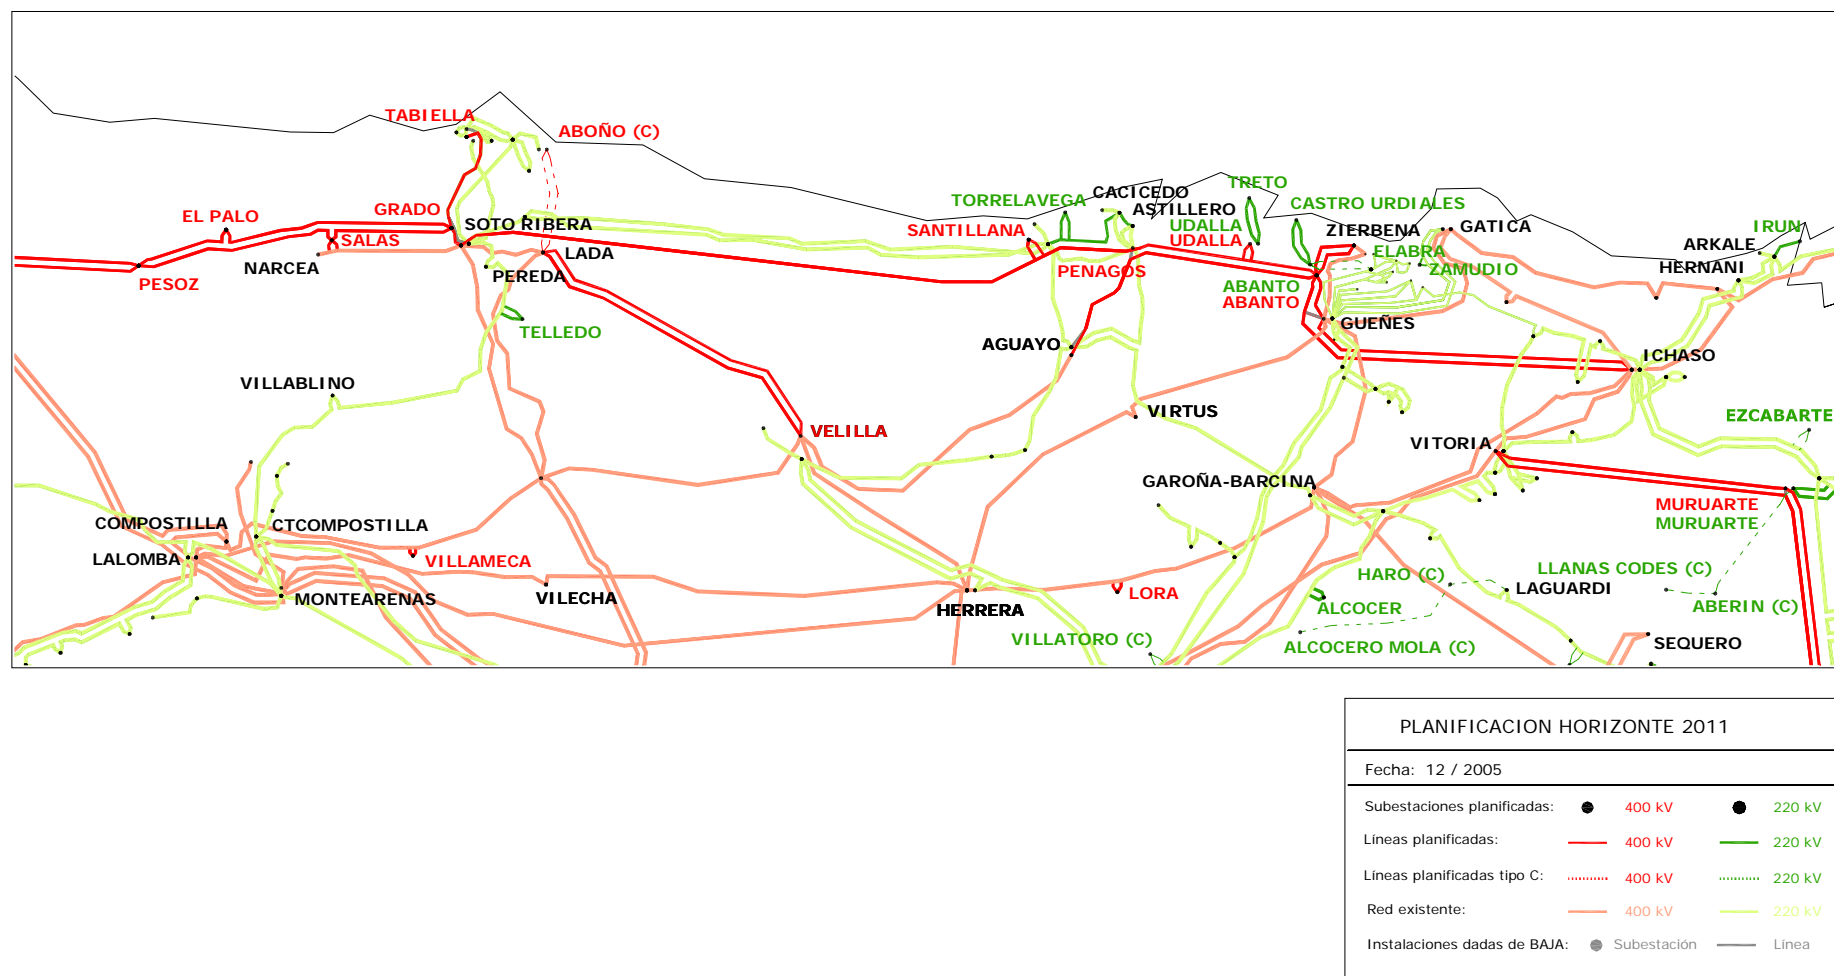 TABIELLA
ABOÑO (C)
EL PALO
GRADO
SOTO RIBERA
SALAS
NARCEA
PESOZ
LADA
PEREDA
TELLEDO
VILLABLINO
TORRELAVEGA
CACICEDO
ASTILLERO
SANTILLANA
TRETO
UDALLA
UDALLA
CASTRO URDIALES
ZIERBENA
GATICA
ELABRA
ZAMUDIO
PENAGOS
ABANTO
ABANTO
GUEÑES
AGUAYO
ARKALE
IRUN
HERNANI
ICHASO
VIRTUS
VELILLA
EZCABARTE
VITORIA
GAROÑA-BARCINA
MURUARTE
MURUARTE
COMPOSTILLA
CTCOMPOSTILLA
LALOMBA
VILLAMECA
MONTEARENAS
VILECHA
HERRERA
LORA
HARO (C)
LLANAS CODES (C)
LAGUARDI
ABERIN (C)
ALCOCER
VILLATORO (C)
ALCOCERO MOLA (C)
SEQUERO
PLANIFICACION HORIZONTE 2011
Fecha: 12 / 2005
Subestaciones planificadas: 400 kV 220 kV
Líneas planificadas: 400 kV 220 kV
Líneas planificadas tipo C: 400 kV 220 kV
Red existente: 400 kV 220 kV
Instalaciones dadas de BAJA: Subestación Línea